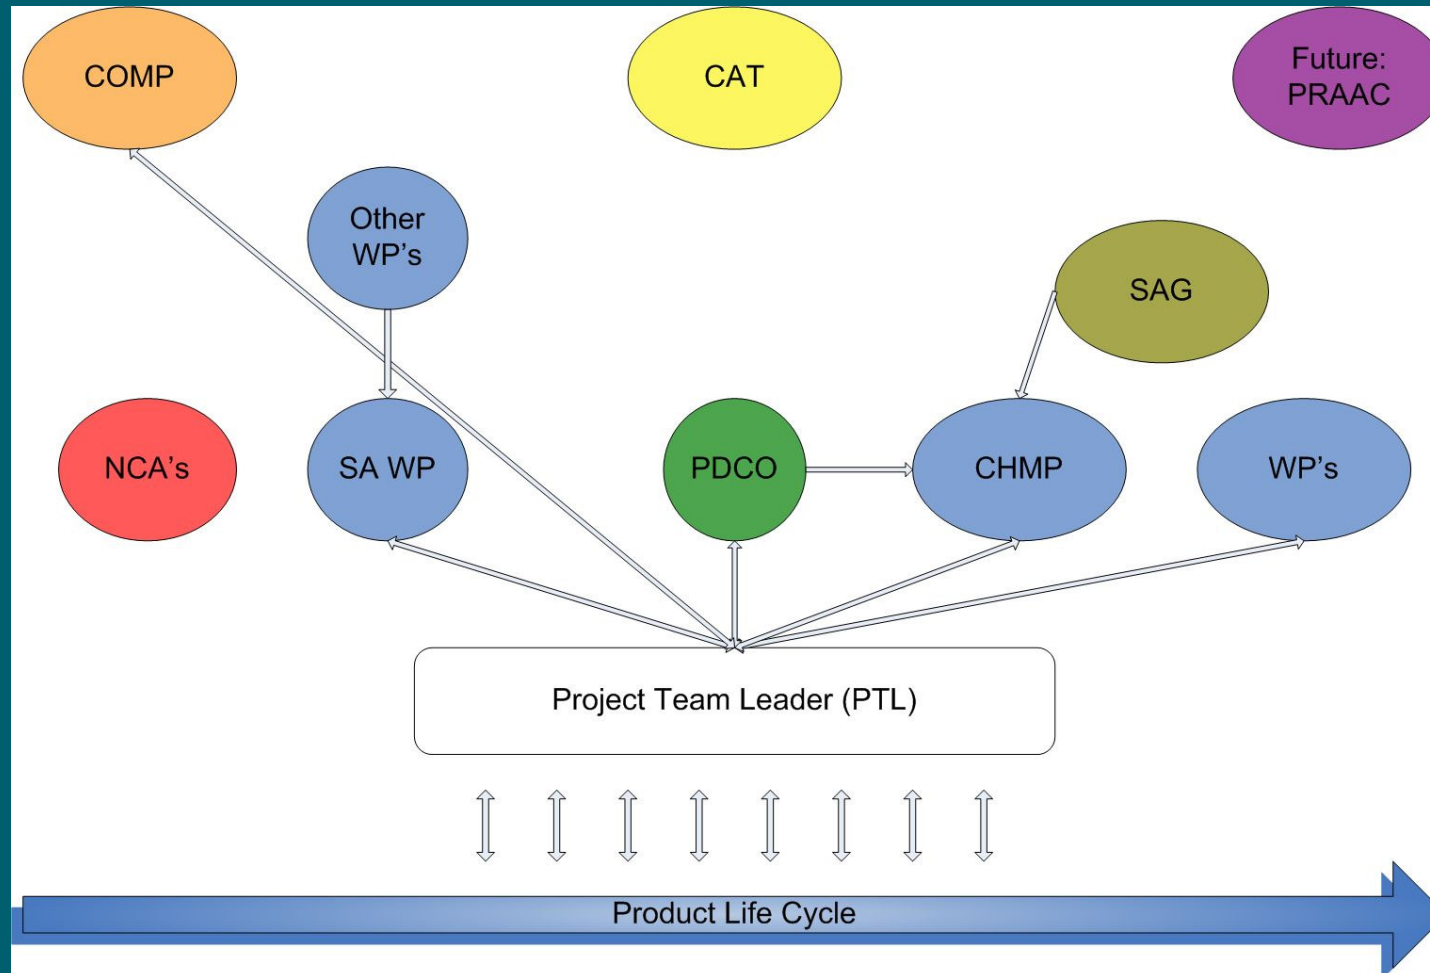 COMP
CAT
Future:
PRAAC
Other
WP's
SAG
NCA's
SA WP
PDCO
CHMP
WP's
Project Team Leader (PTL)
Product Life Cycle